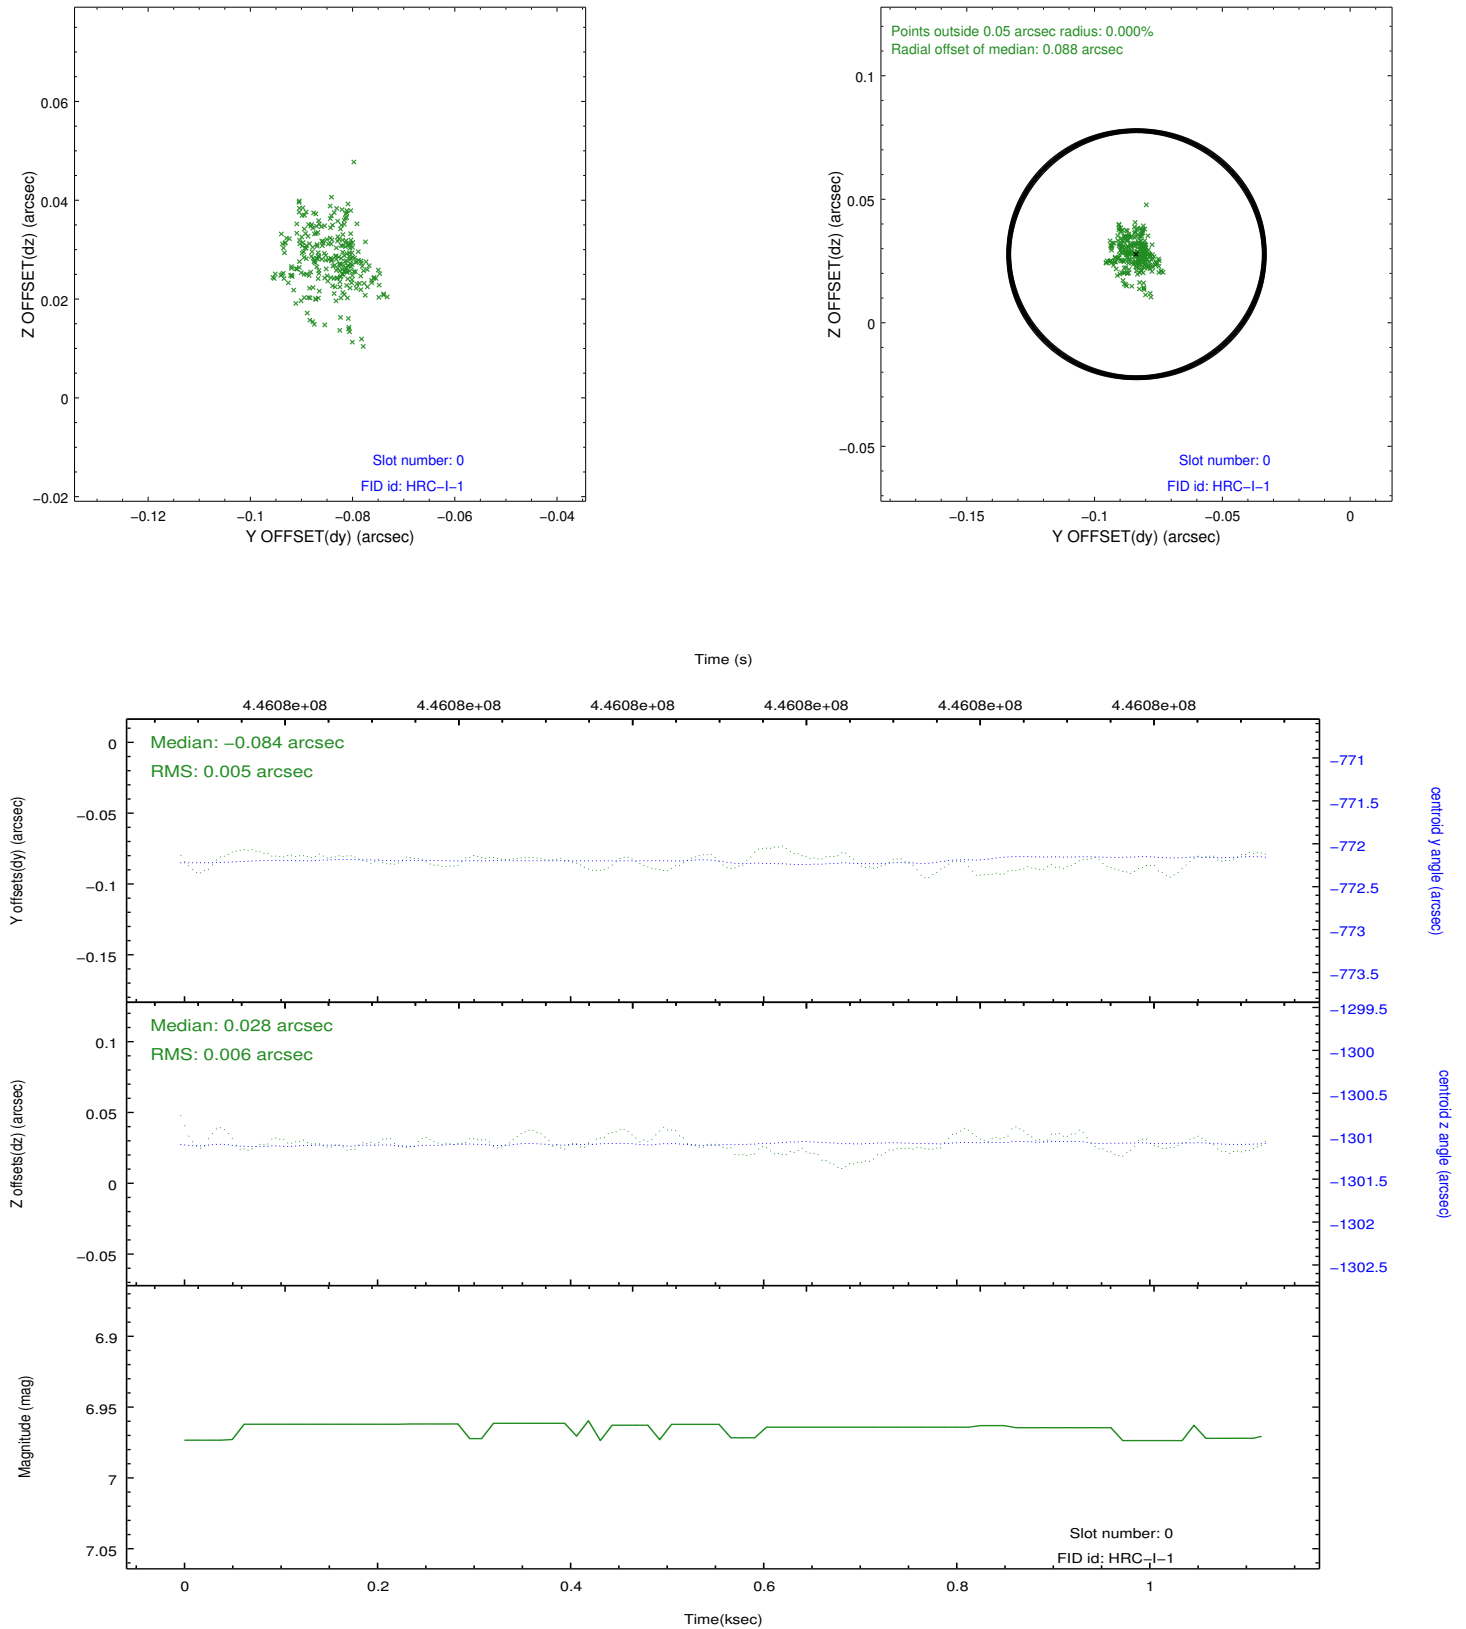 0.06
0.04
0.02
0
−0.02
Z OFFSET(dz) (arcsec)
Slot number: 0
FID id: HRC−I−1
−0.12
−0.1
−0.08
−0.06
−0.04
Y OFFSET(dy) (arcsec)
Points outside 0.05 arcsec radius: 0.000%
Radial offset of median: 0.088 arcsec
0.1
0.05
0
−0.05
Z OFFSET(dz) (arcsec)
Slot number: 0
FID id: HRC−I−1
−0.15
−0.1
−0.05
0
Y OFFSET(dy) (arcsec)
Time (s)
4.4608e+08
4.4608e+08
4.4608e+08
4.4608e+08
4.4608e+08
4.4608e+08
Median: −0.084 arcsec
RMS: 0.005 arcsec
0
−0.05
−0.1
−0.15
Y offsets(dy) (arcsec)
−771
−771.5
−772
−772.5
−773
−773.5
centroid y angle (arcsec)
Median: 0.028 arcsec
RMS: 0.006 arcsec
0.1
0.05
0
−0.05
Z offsets(dz) (arcsec)
−1299.5
−1300
−1300.5
−1301
−1301.5
−1302
−1302.5
centroid z angle (arcsec)
6.9
6.95
7
7.05
Magnitude (mag)
Slot number: 0
FID id: HRC−I−1
0
0.2
0.4
0.6
0.8
1
Time(ksec)